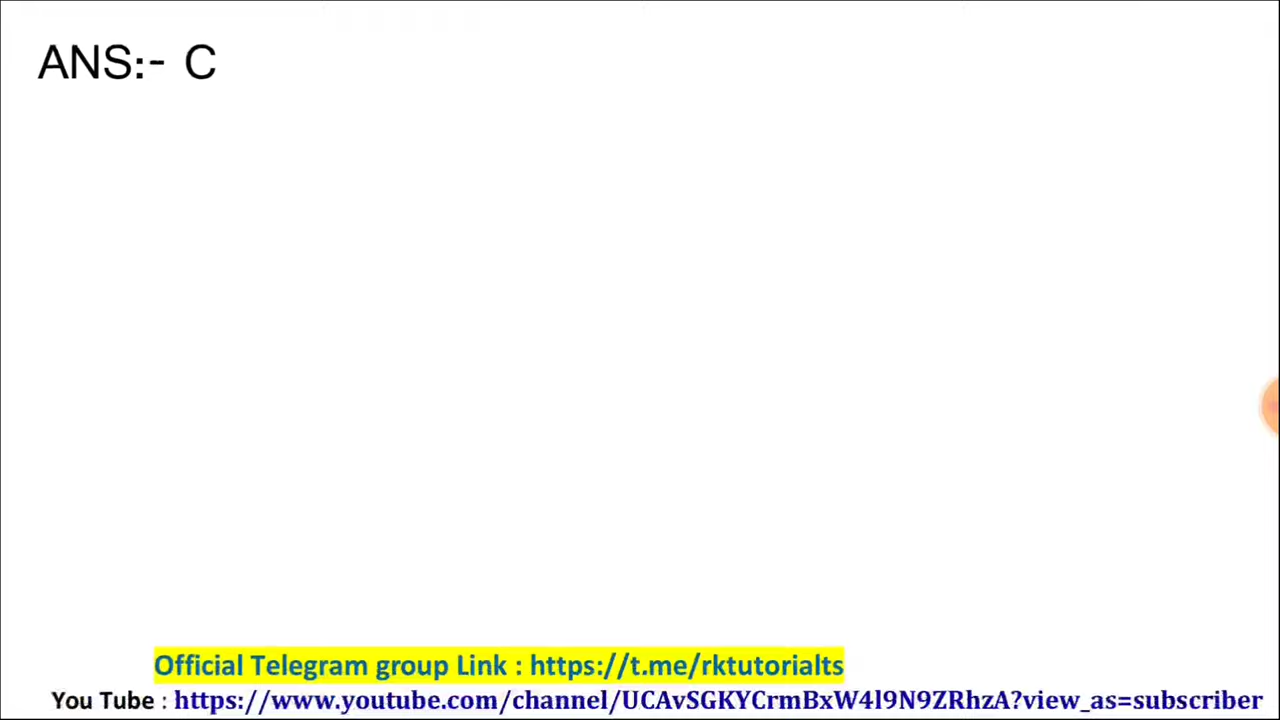 ANS:- C
Official Telegram group Link : https://t.me/rktutorialts
You Tube : https://www.youtube.com/channel/UCAvSGKYCrmBxW4l9N9ZRhzA?view_as=subscriber